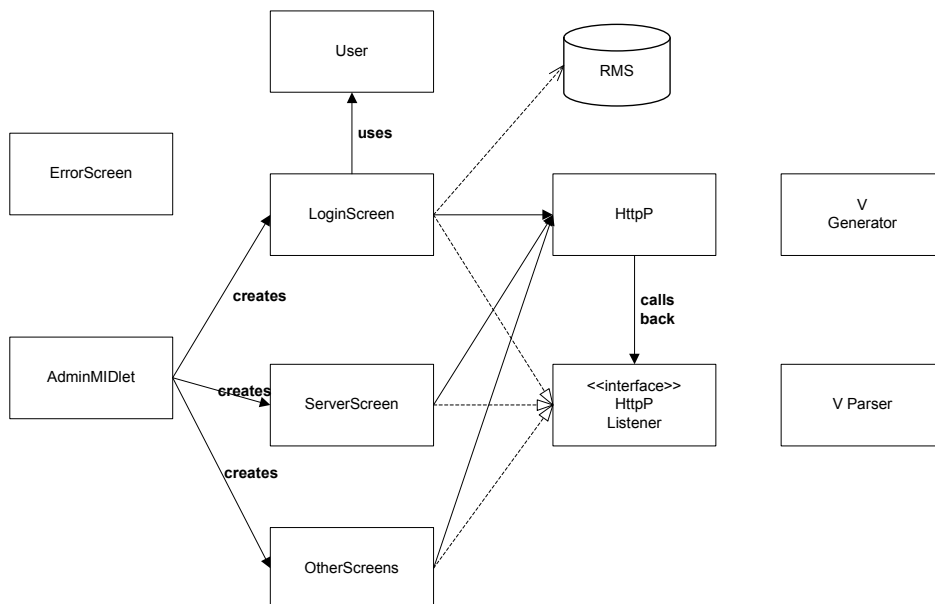 User
RMS
uses
ErrorScreen
LoginScreen
HttpP
V
Generator
creates
calls
back
AdminMIDlet
creates
ServerScreen
<<interface>>
HttpP
Listener
V Parser
creates
OtherScreens